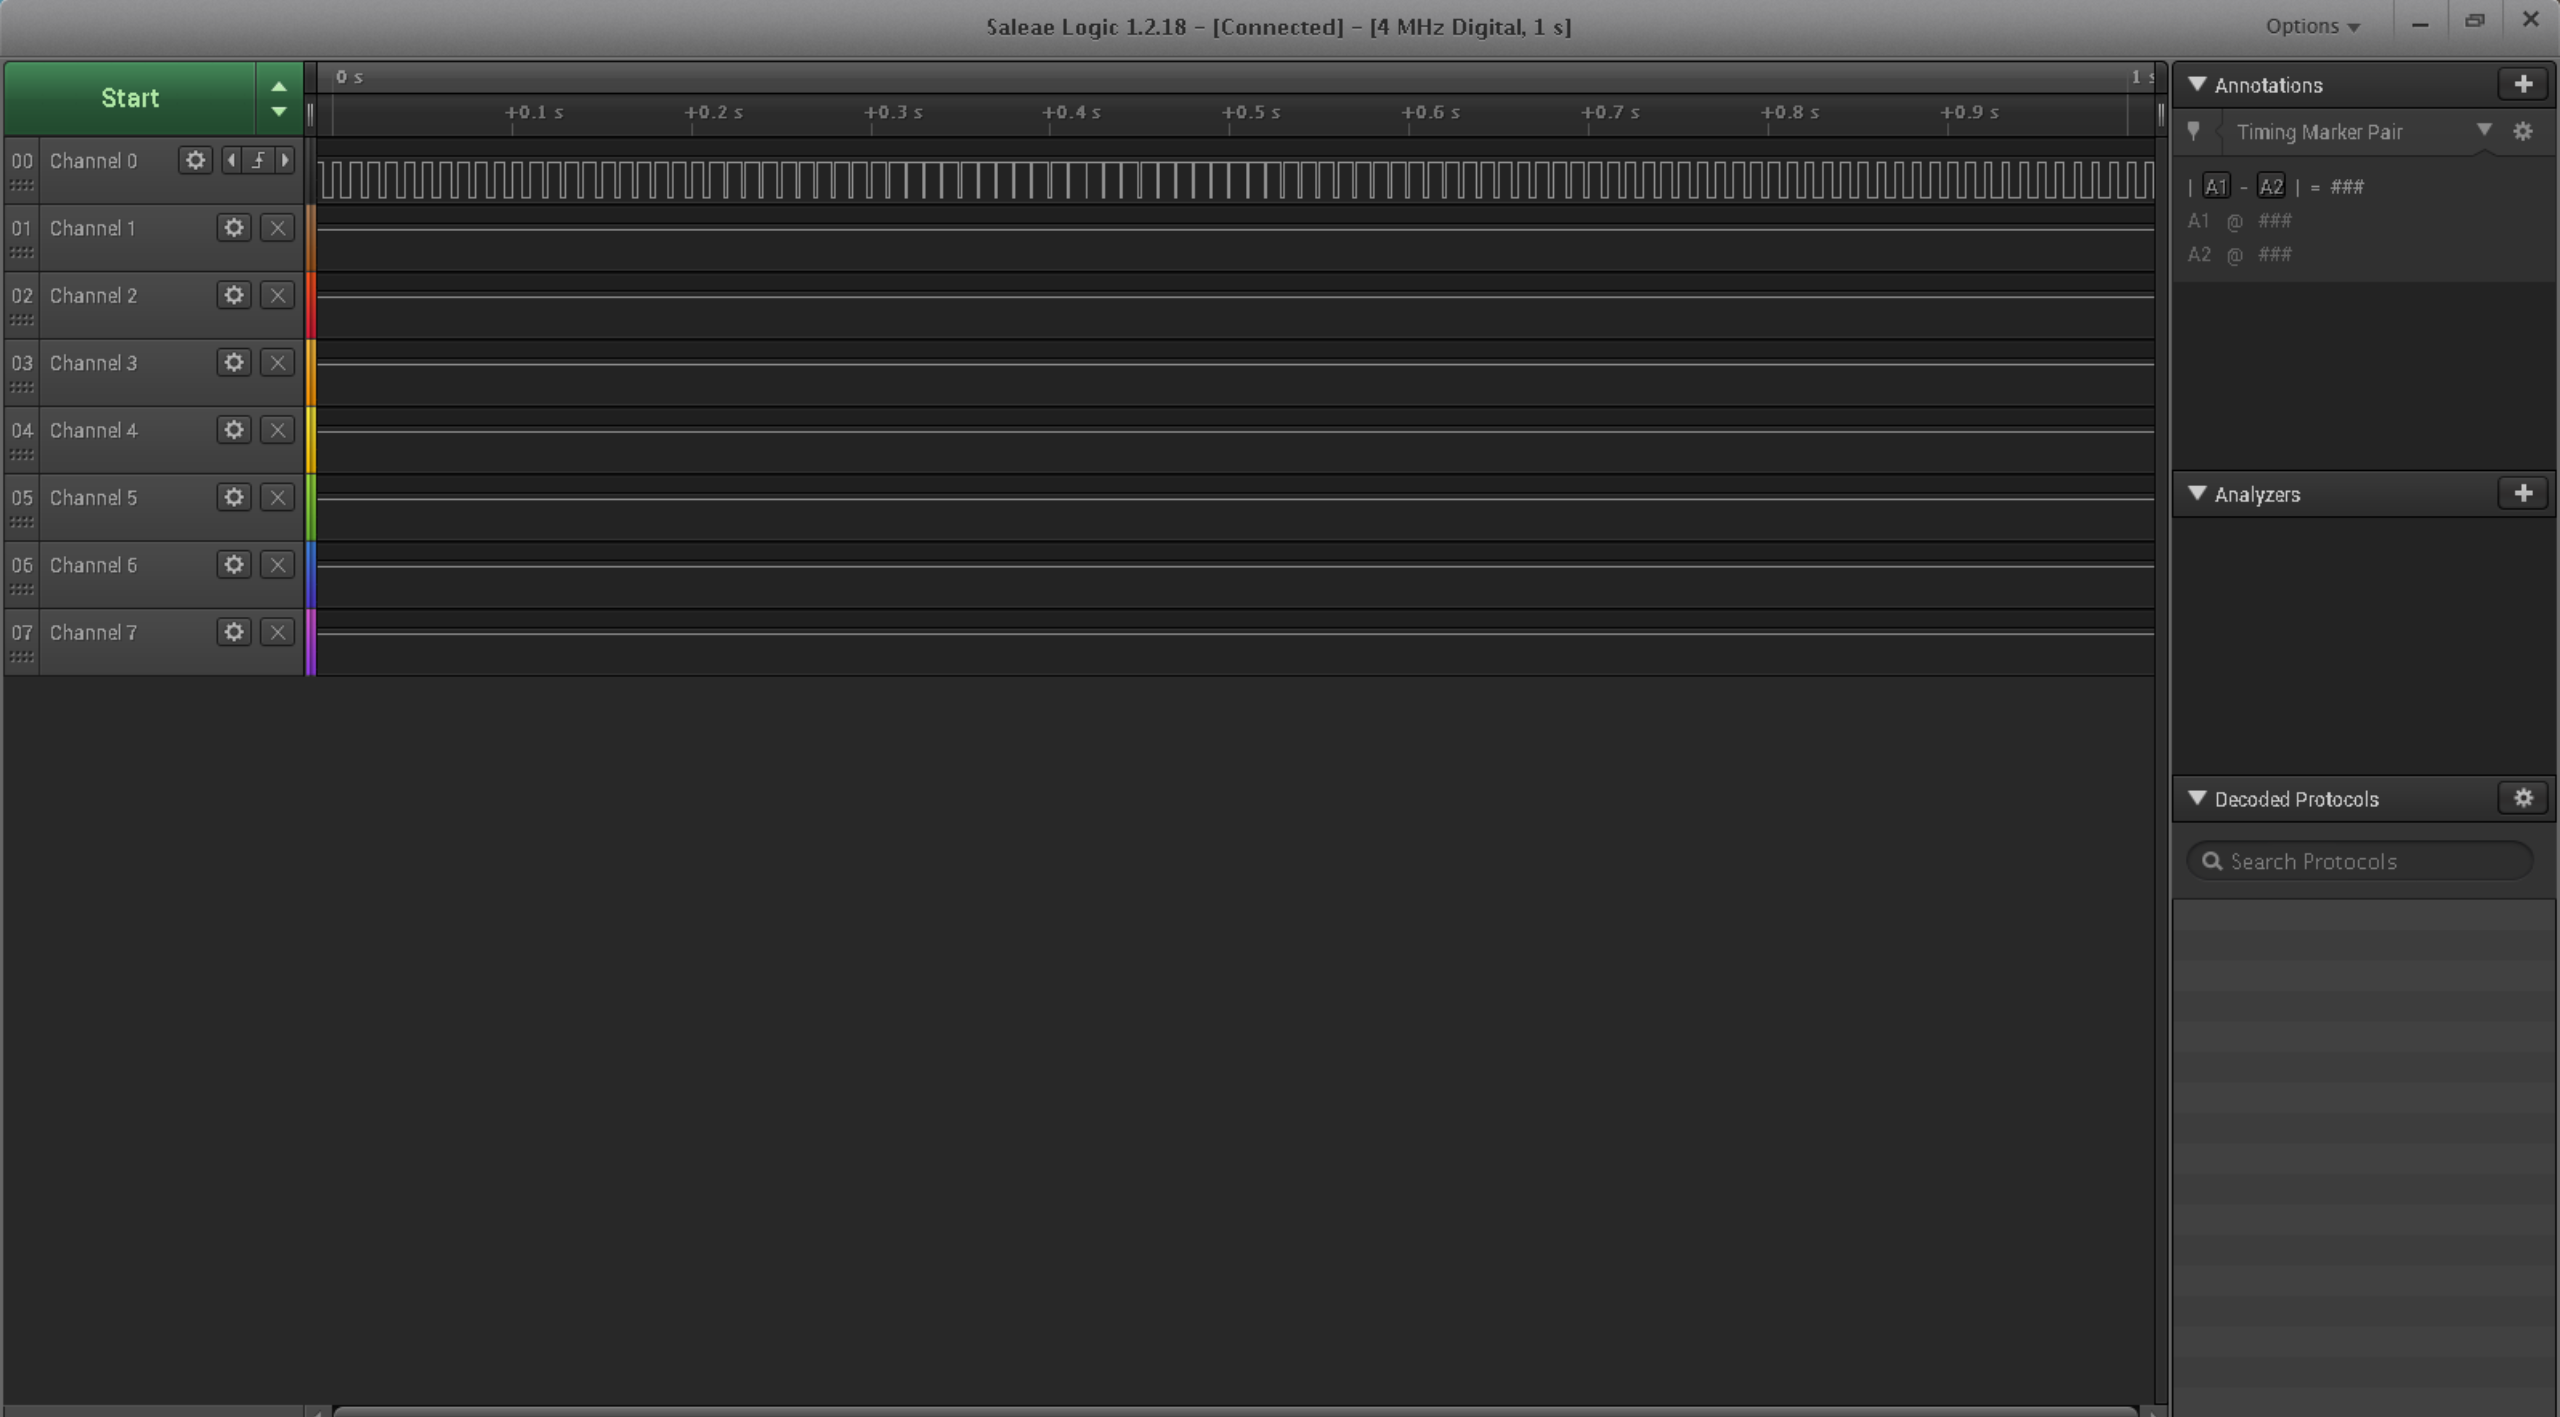 Saleae Logic 1.2.18 - [Connected] - [4 MHz Digital, 1 s]
Options
Start
0 s
1 s
+0.1 s
+0.2 s
+0.3 s
+0.4 s
+0.5 s
+0.6 s
+0.7 s
+0.8 s
+0.9 s
00 Channel 0
01 Channel 1
02 Channel 2
03 Channel 3
04 Channel 4
05 Channel 5
06 Channel 6
07 Channel 7
Annotations
Timing Marker Pair
| A1 - A2 | = ###
A1 @ ###
A2 @ ###
Analyzers
Decoded Protocols
Search Protocols